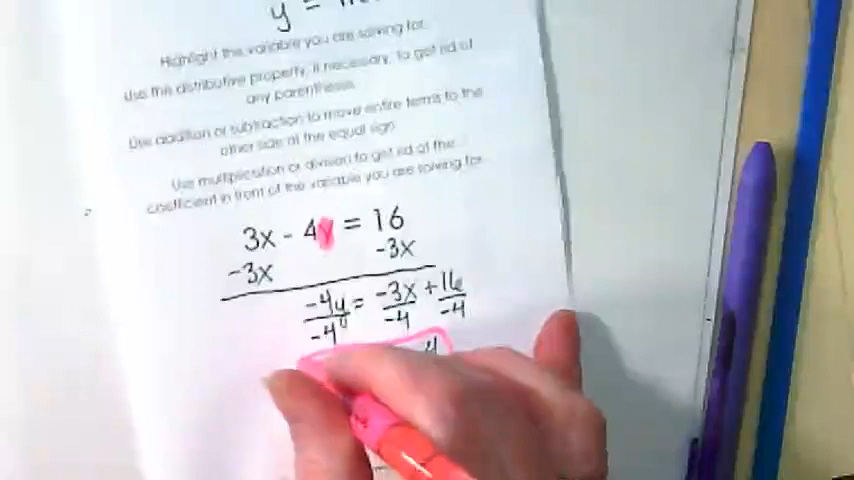 y =
Highlight the variable you are solving for.
Use the distributive property, if necessary, to get rid of
any parenthesis.
Use addition or subtraction to move entire terms to the
other side of the equal sign.
Use multiplication or division to get rid of the
coefficient in front of the variable you are solving for.
3x - 4y = 16
-3x -3x
-4y = -3x + 16
-4 -4 -4
4